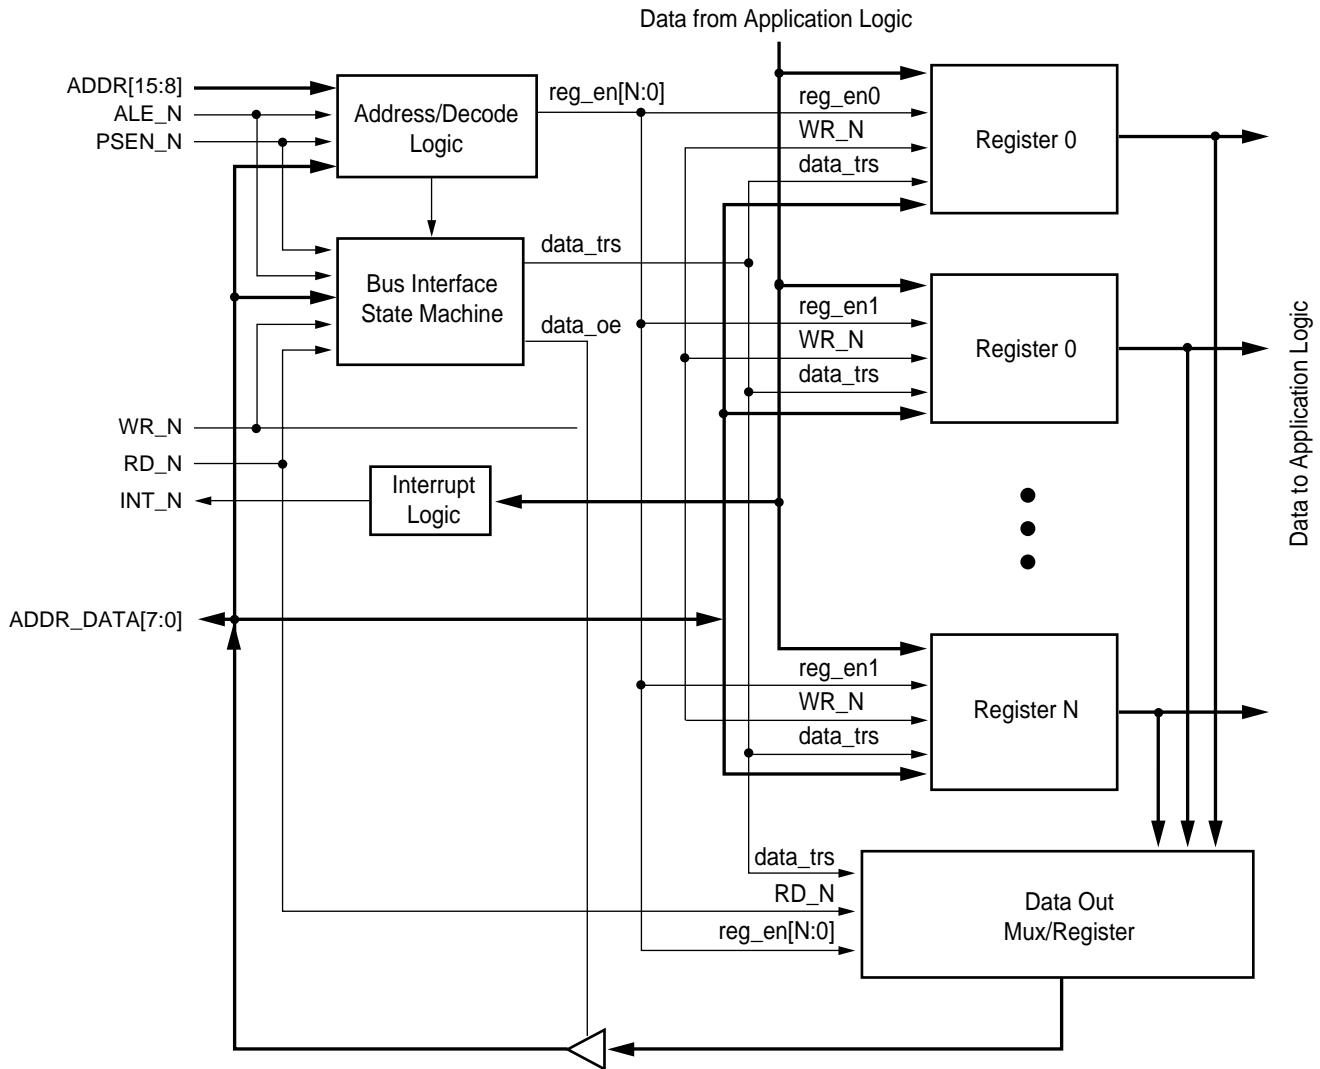 Data from Application Logic
ADDR[15:8]
ALE_N
PSEN_N
Address/Decode
Logic
reg_en[N:0]
reg_en0
WR_N
data_trs
Register 0
Bus Interface
State Machine
data_trs
data_oe
reg_en1
WR_N
data_trs
Register 0
Data to Application Logic
WR_N
RD_N
INT_N
Interrupt
Logic
ADDR_DATA[7:0]
reg_en1
WR_N
data_trs
Register N
data_trs
RD_N
reg_en[N:0]
Data Out
Mux/Register